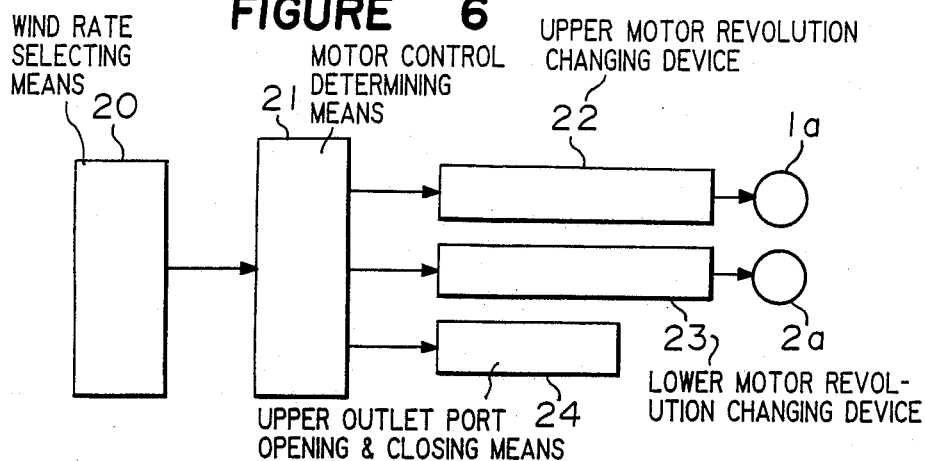 FIGURE 6
WIND RATE
SELECTING
MEANS
20
21
MOTOR CONTROL
DETERMINING
MEANS
UPPER MOTOR REVOLUTION
CHANGING DEVICE
22
1a
23
2a
24
LOWER MOTOR REVOL-
UTION CHANGING DEVICE
UPPER OUTLET PORT
OPENING & CLOSING MEANS